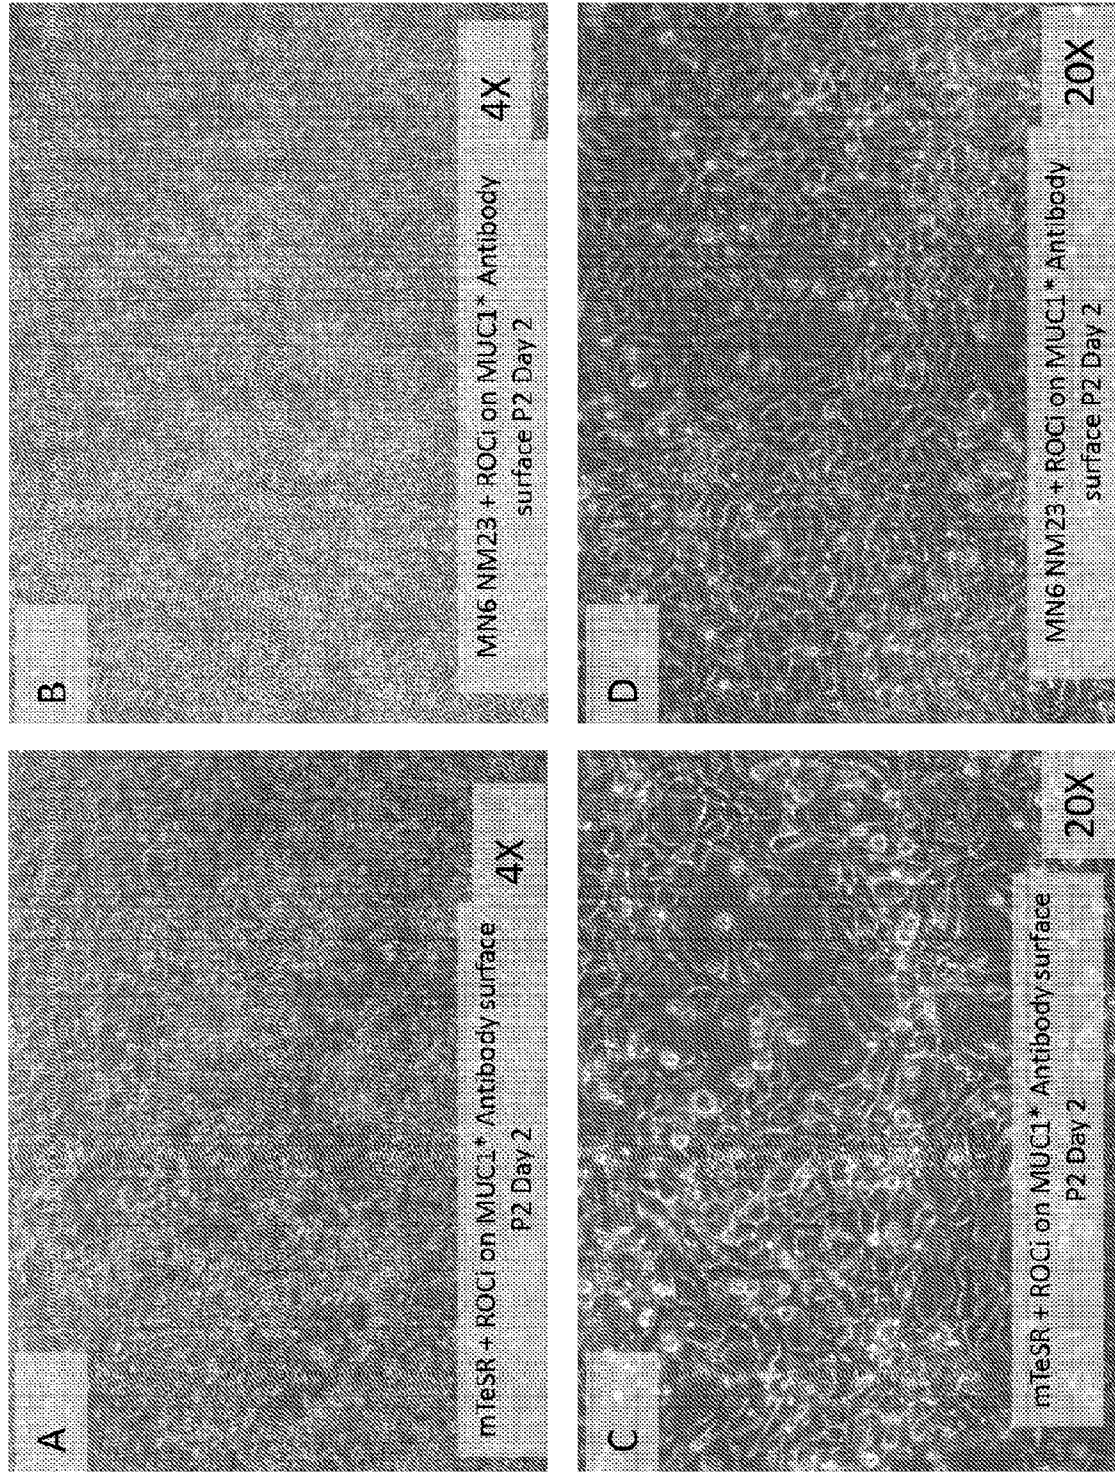 A
mTeSR + ROCi on MUC1* Antibody surface
P2 Day 2
4X
B
MN6 NM23 + ROCi on MUC1* Antibody
surface P2 Day 2
4X
C
mTeSR + ROCi on MUC1* Antibody surface
P2 Day 2
20X
D
MN6 NM23 + ROCi on MUC1* Antibody
surface P2 Day 2
20X